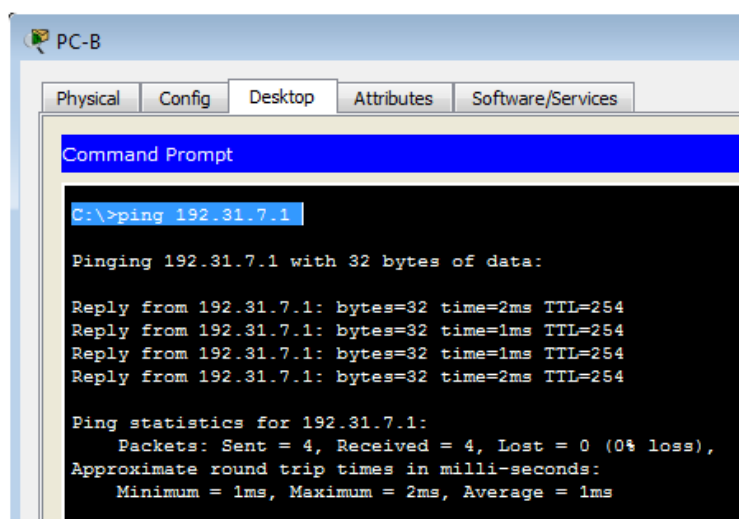 PC-B
Physical Config Desktop Attributes Software/Services
Command Prompt
C:\>ping 192.31.7.1
Pinging 192.31.7.1 with 32 bytes of data:
Reply from 192.31.7.1: bytes=32 time=2ms TTL=254
Reply from 192.31.7.1: bytes=32 time=1ms TTL=254
Reply from 192.31.7.1: bytes=32 time=1ms TTL=254
Reply from 192.31.7.1: bytes=32 time=2ms TTL=254
Ping statistics for 192.31.7.1:
Packets: Sent = 4, Received = 4, Lost = 0 (0% loss),
Approximate round trip times in milli-seconds:
Minimum = 1ms, Maximum = 2ms, Average = 1ms